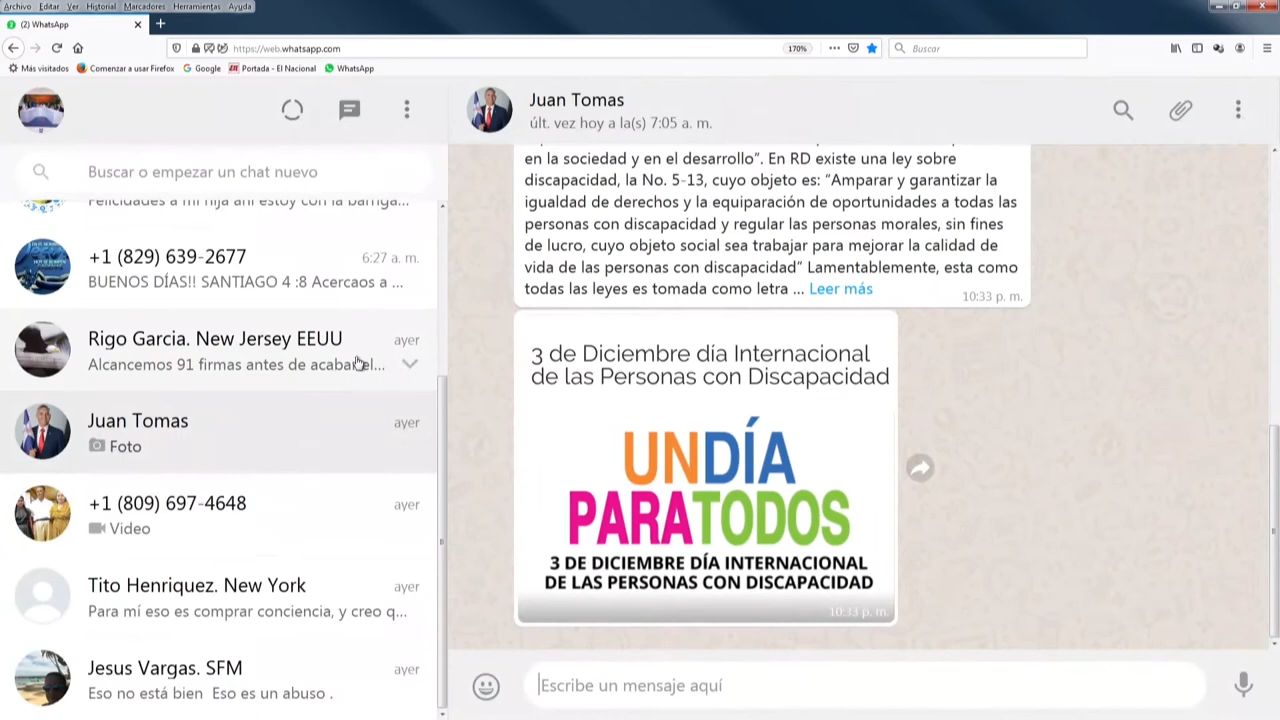 Archivo Editar Ver Historial Marcadores Herramientas Ayuda
(2) WhatsApp
https://web.whatsapp.com
170%
Buscar
Más visitados
Comenzar a usar Firefox
Google
Portada - El Nacional
WhatsApp
Buscar o empezar un chat nuevo
Felicidades a mi hija ahí estoy con la barriga...
+1 (829) 639-2677
6:27 a. m.
BUENOS DÍAS!! SANTIAGO 4 :8 Acercaos a ...
Rigo Garcia. New Jersey EEUU
ayer
Alcancemos 91 firmas antes de acabar el...
Juan Tomas
ayer
Foto
+1 (809) 697-4648
ayer
Video
Tito Henriquez. New York
ayer
Para mí eso es comprar conciencia, y creo q...
Jesus Vargas. SFM
ayer
Eso no está bien Eso es un abuso .
Juan Tomas
últ. vez hoy a la(s) 7:05 a. m.
en la sociedad y en el desarrollo”. En RD existe una ley sobre
discapacidad, la No. 5-13, cuyo objeto es: “Amparar y garantizar la
igualdad de derechos y la equiparación de oportunidades a todas las
personas con discapacidad y regular las personas morales, sin fines
de lucro, cuyo objeto social sea trabajar para mejorar la calidad de
vida de las personas con discapacidad” Lamentablemente, esta como
todas las leyes es tomada como letra ... Leer más
10:33 p. m.
3 de Diciembre día Internacional
de las Personas con Discapacidad
UNDÍA
PARATODOS
3 DE DICIEMBRE DÍA INTERNACIONAL
DE LAS PERSONAS CON DISCAPACIDAD
10:33 p. m.
Escribe un mensaje aquí